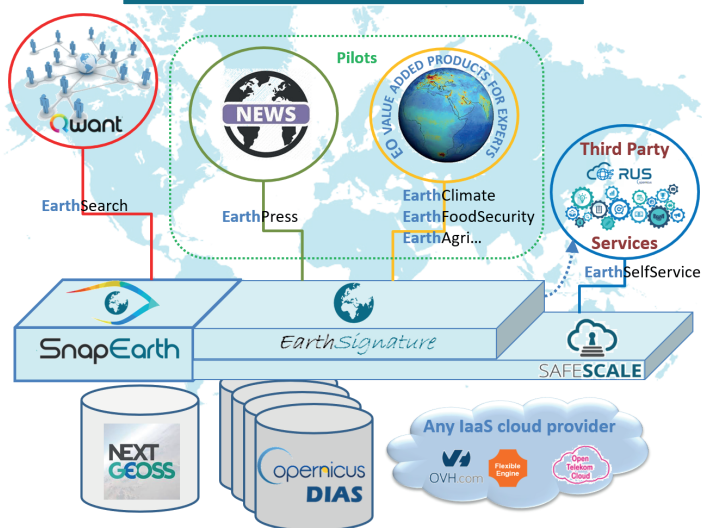 Pilots
Qwant
NEWS
EO VALUE ADDED PRODUCTS FOR EXPERTS
Third Party
RUS
Services
EarthSearch
EarthPress
EarthClimate
EarthFoodSecurity
EarthAgri...
EarthSelfService
SnapEarth
EarthSignature
SAFESCALE
NEXT
GEOSS
Copernicus
DIAS
Any IaaS cloud provider
OVH.com
Flexible
Engine
Open
Telekom
Cloud